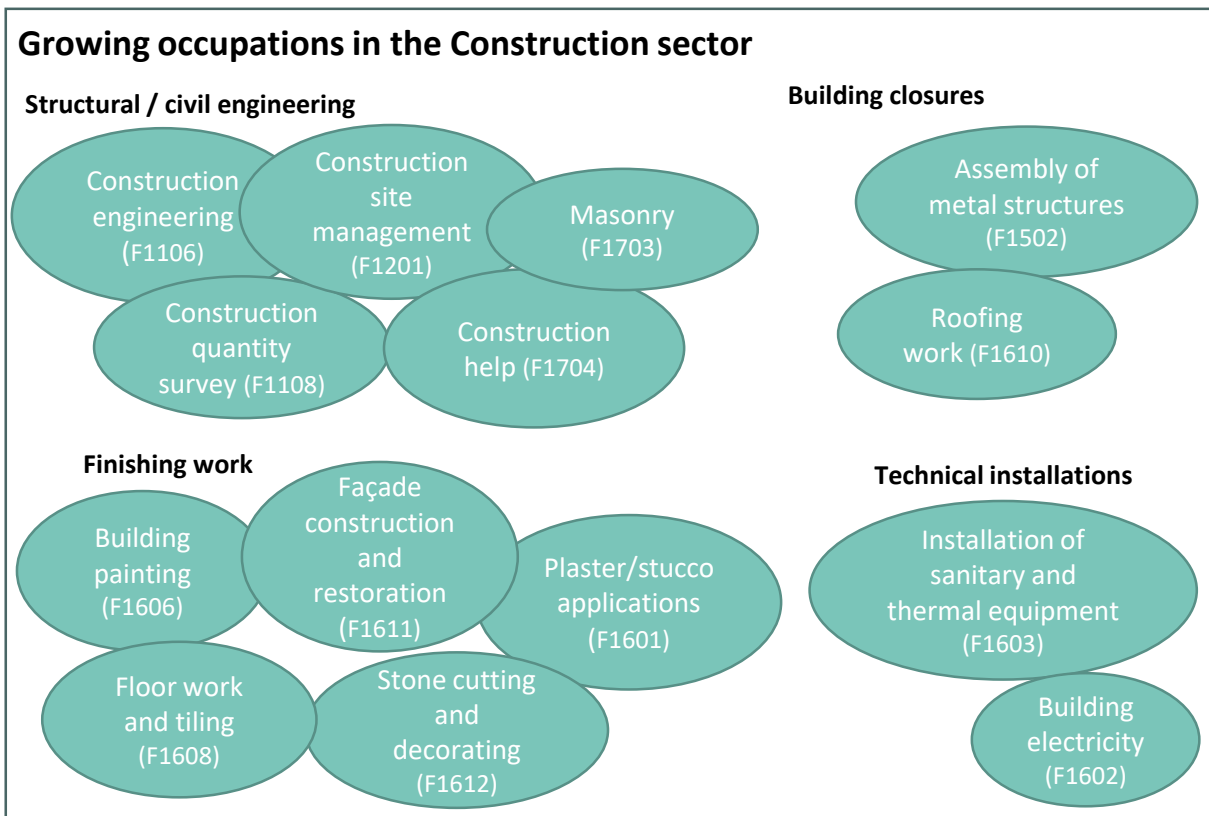 Growing occupations in the Construction sector
Structural / civil engineering
Construction
engineering
(F1106)
Construction
site
management
(F1201)
Masonry
(F1703)
Construction
quantity
survey (F1108)
Construction
help (F1704)
Building closures
Assembly of
metal structures
(F1502)
Roofing
work (F1610)
Finishing work
Building
painting
(F1606)
Façade
construction
and
restoration
(F1611)
Plaster/stucco
applications
(F1601)
Floor work
and tiling
(F1608)
Stone cutting
and
decorating
(F1612)
Technical installations
Installation of
sanitary and
thermal equipment
(F1603)
Building
electricity
(F1602)